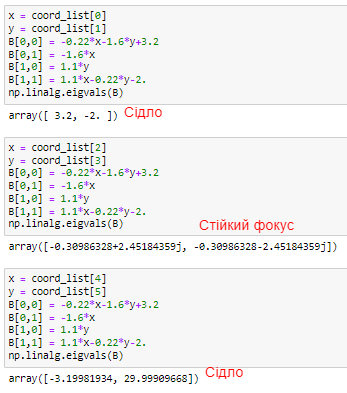 x = coord_list[0]
y = coord_list[1]
B[0,0] = -0.22*x-1.6*y+3.2
B[0,1] = -1.6*x
B[1,0] = 1.1*y
B[1,1] = 1.1*x-0.22*y-2.
np.linalg.eigvals(B)
array([ 3.2, -2. ]) Сідло
x = coord_list[2]
y = coord_list[3]
B[0,0] = -0.22*x-1.6*y+3.2
B[0,1] = -1.6*x
B[1,0] = 1.1*y
B[1,1] = 1.1*x-0.22*y-2.
np.linalg.eigvals(B)
Стійкий фокус
array([-0.30986328+2.45184359j, -0.30986328-2.45184359j])
x = coord_list[4]
y = coord_list[5]
B[0,0] = -0.22*x-1.6*y+3.2
B[0,1] = -1.6*x
B[1,0] = 1.1*y
B[1,1] = 1.1*x-0.22*y-2.
np.linalg.eigvals(B)
array([-3.19981934, 29.99909668]) Сідло